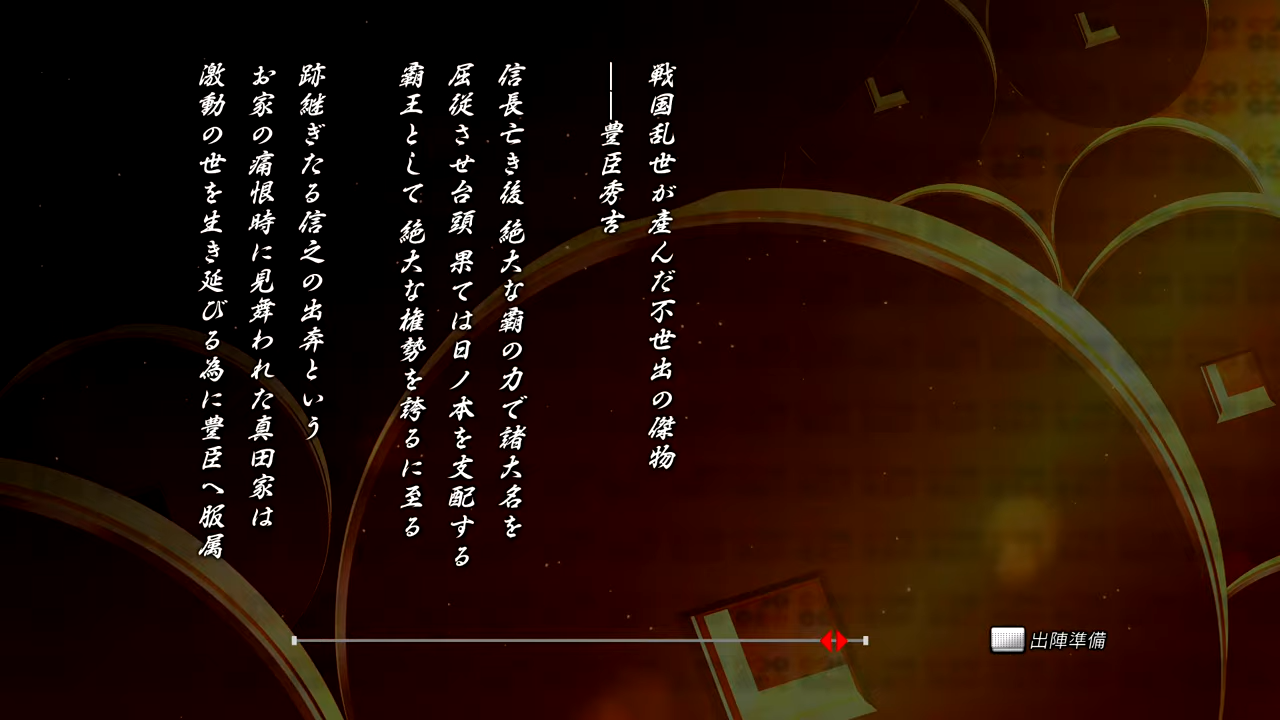 戦国乱世が産んだ不世出の傑物
――豊臣秀吉
信長亡き後 絶大な覇の力で諸大名を
屈従させ台頭 果ては日ノ本を支配する
覇王として 絶大な権勢を誇るに至る
跡継ぎたる信之の出奔という
お家の痛恨時に見舞われた真田家は
激動の世を生き延びる為に豊臣へ服属
出陣準備